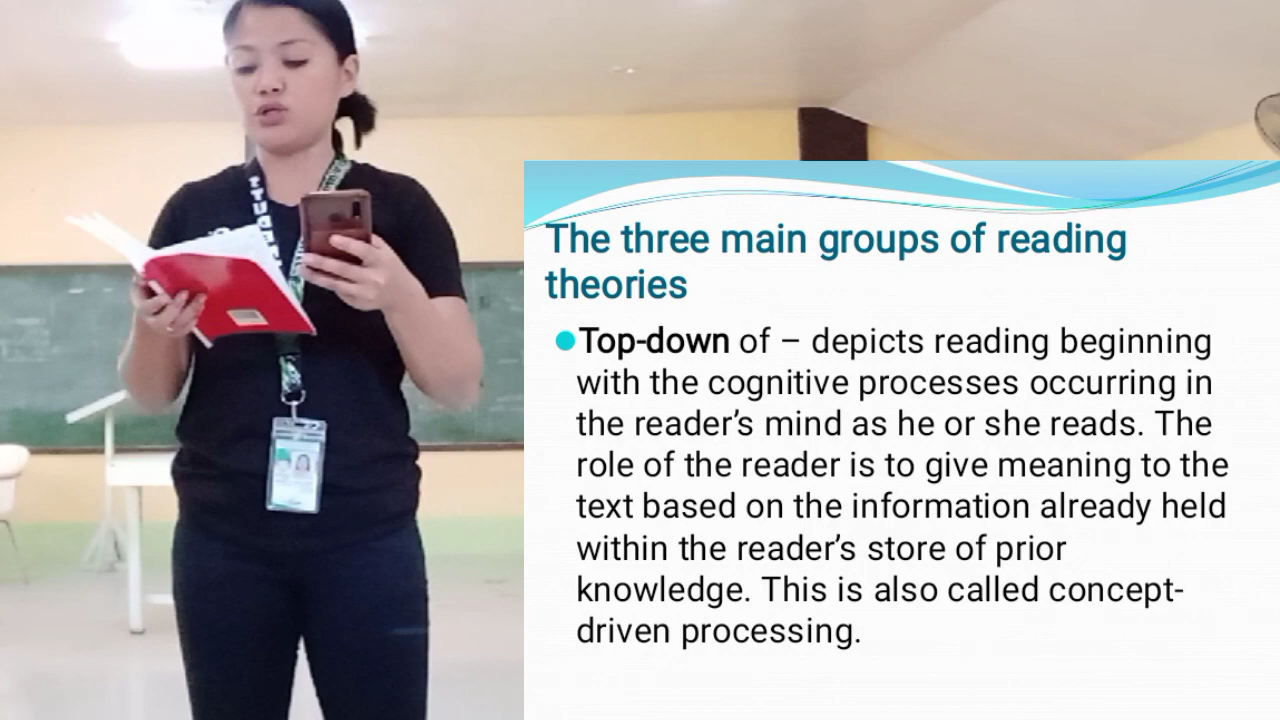 The three main groups of reading
theories
Top-down of – depicts reading beginning
with the cognitive processes occurring in
the reader’s mind as he or she reads. The
role of the reader is to give meaning to the
text based on the information already held
within the reader’s store of prior
knowledge. This is also called concept-
driven processing.